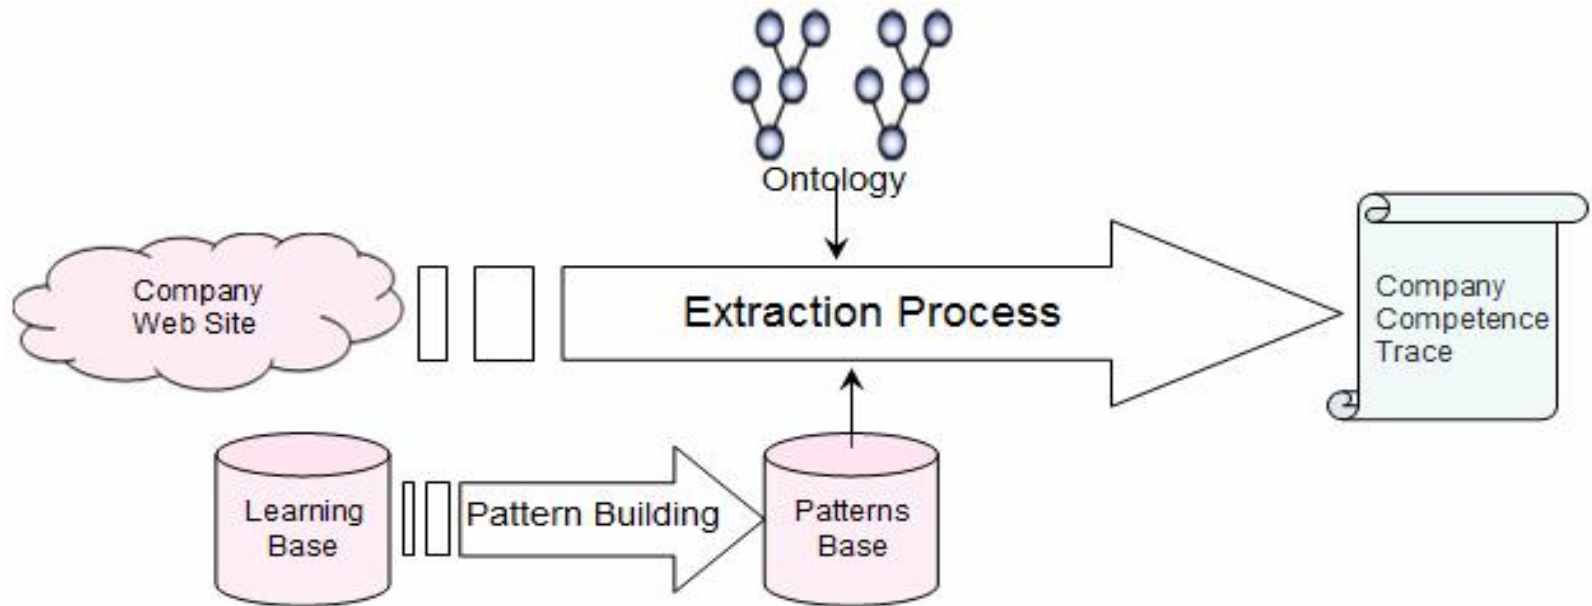 Ontology
Company
Web Site
Extraction Process
Company
Competence
Trace
Learning
Base
Pattern Building
Patterns
Base